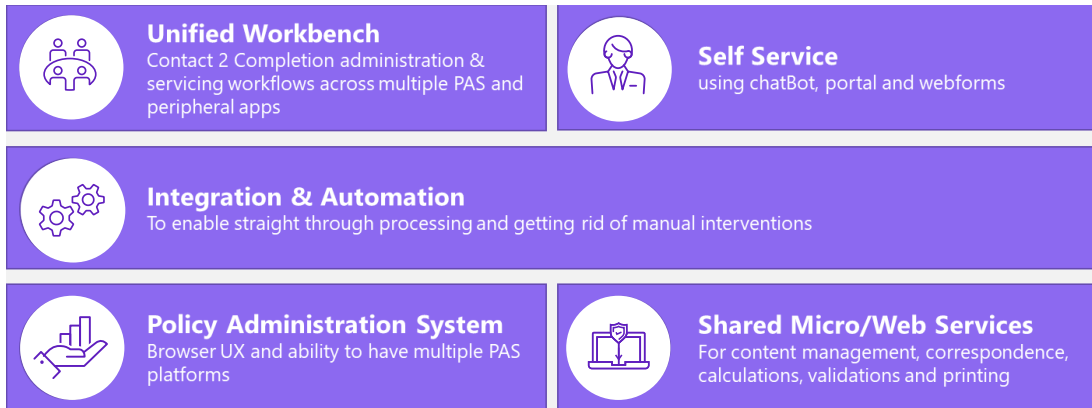 Unified Workbench
Contact 2 Completion administration &
servicing workflows across multiple PAS and
peripheral apps
Self Service
using chatBot, portal and webforms
Integration & Automation
To enable straight through processing and getting rid of manual interventions
Policy Administration System
Browser UX and ability to have multiple PAS
platforms
Shared Micro/Web Services
For content management, correspondence,
calculations, validations and printing